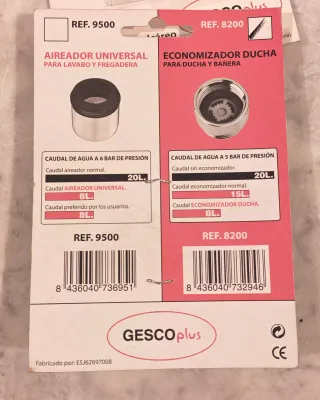 REF. 9500
AIREADOR UNIVERSAL
PARA LAVABO Y FREGADERA
CAUDAL DE AGUA A 6 BAR DE PRESIÓN
Caudal aireador normal.
20L.
Caudal AIREADOR UNIVERSAL.
8L.
Caudal preferido por los usuarios.
8L.
REF. 9500
8 436040 736951
REF. 8200
ECONOMIZADOR DUCHA
PARA DUCHA Y BAÑERA
CAUDAL DE AGUA A 3 BAR DE PRESIÓN
Caudal sin economizador.
20L.
Caudal economizador normal.
15L.
Caudal ECONOMIZADOR DUCHA.
8L.
REF. 8200
8 436040 732946
GESCOplus
Fabricado por: ESJ62697008
CE